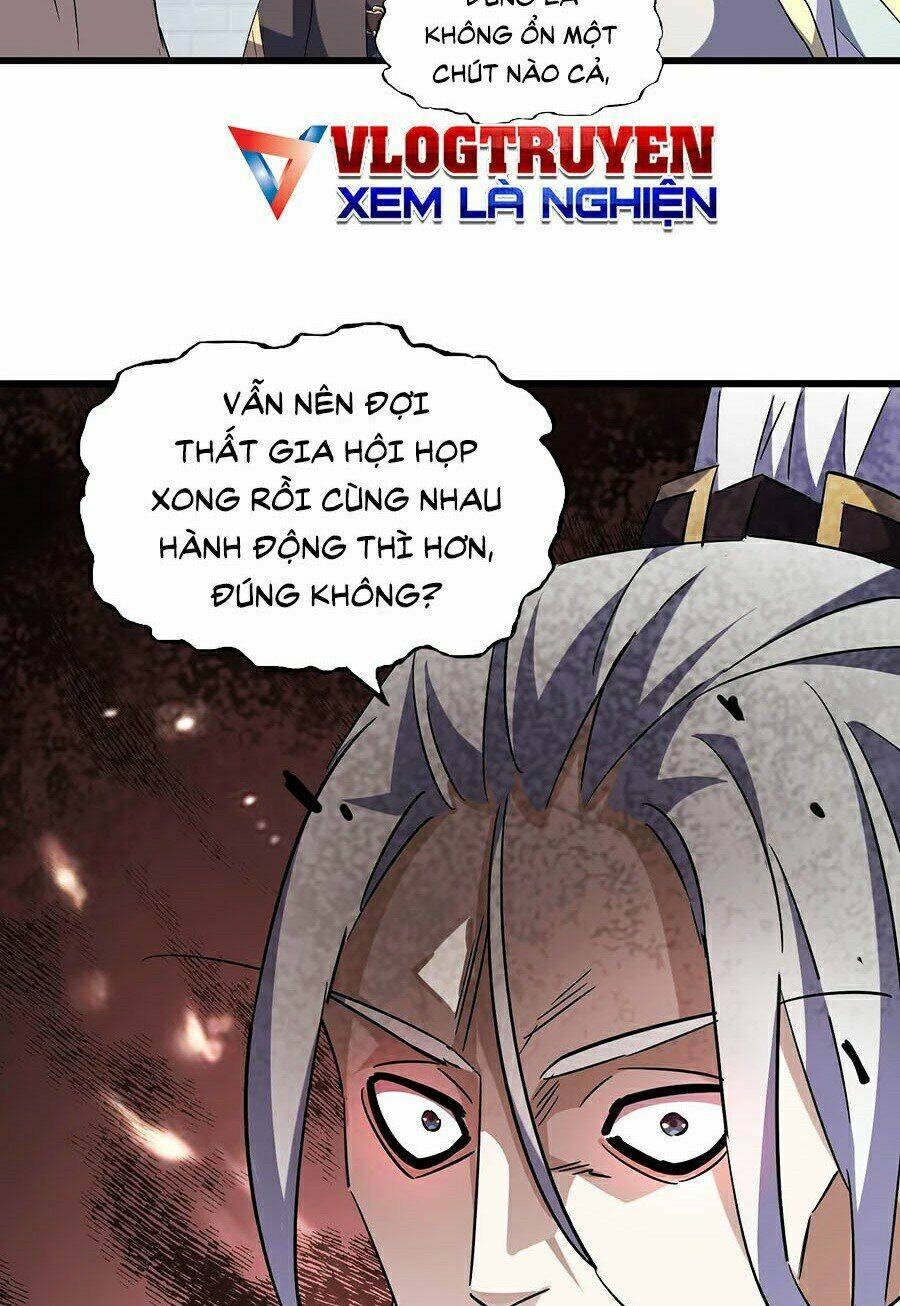 KHÔNG ỔN MỘT
CHÚT NÀO CẢ,
VLOGTRUYEN
XEM LÀ NGHIỆN
VẪN NÊN ĐỢI
THẤT GIA HỘI HỌP
XONG RỒI CÙNG NHAU
HÀNH ĐỘNG THÌ HƠN,
ĐÚNG KHÔNG?